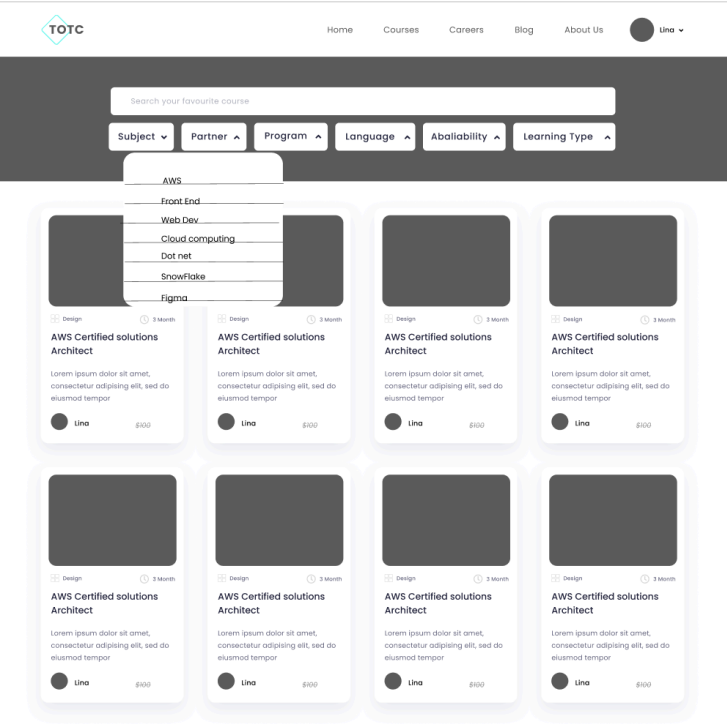 TOTC
Home Courses Careers Blog About Us Lina
Search your favourite course
Subject Partner Program Language Abaliability Learning Type
AWS
Front End
Web Dev
Cloud computing
Dot net
SnowFlake
Figma
Design 3 Month Design 3 Month Design 3 Month Design 3 Month
AWS Certified solutions AWS Certified solutions AWS Certified solutions AWS Certified solutions
Architect Architect Architect Architect
Lorem ipsum dolor sit amet, Lorem ipsum dolor sit amet, Lorem ipsum dolor sit amet, Lorem ipsum dolor sit amet,
consectetur adipising elit, sed do consectetur adipising elit, sed do consectetur adipising elit, sed do consectetur adipising elit, sed do
eiusmod tempor eiusmod tempor eiusmod tempor eiusmod tempor
Lina $100 Lina $100 Lina $100 Lina $100
Design 3 Month Design 3 Month Design 3 Month Design 3 Month
AWS Certified solutions AWS Certified solutions AWS Certified solutions AWS Certified solutions
Architect Architect Architect Architect
Lorem ipsum dolor sit amet, Lorem ipsum dolor sit amet, Lorem ipsum dolor sit amet, Lorem ipsum dolor sit amet,
consectetur adipising elit, sed do consectetur adipising elit, sed do consectetur adipising elit, sed do consectetur adipising elit, sed do
eiusmod tempor eiusmod tempor eiusmod tempor eiusmod tempor
Lina $100 Lina $100 Lina $100 Lina $100